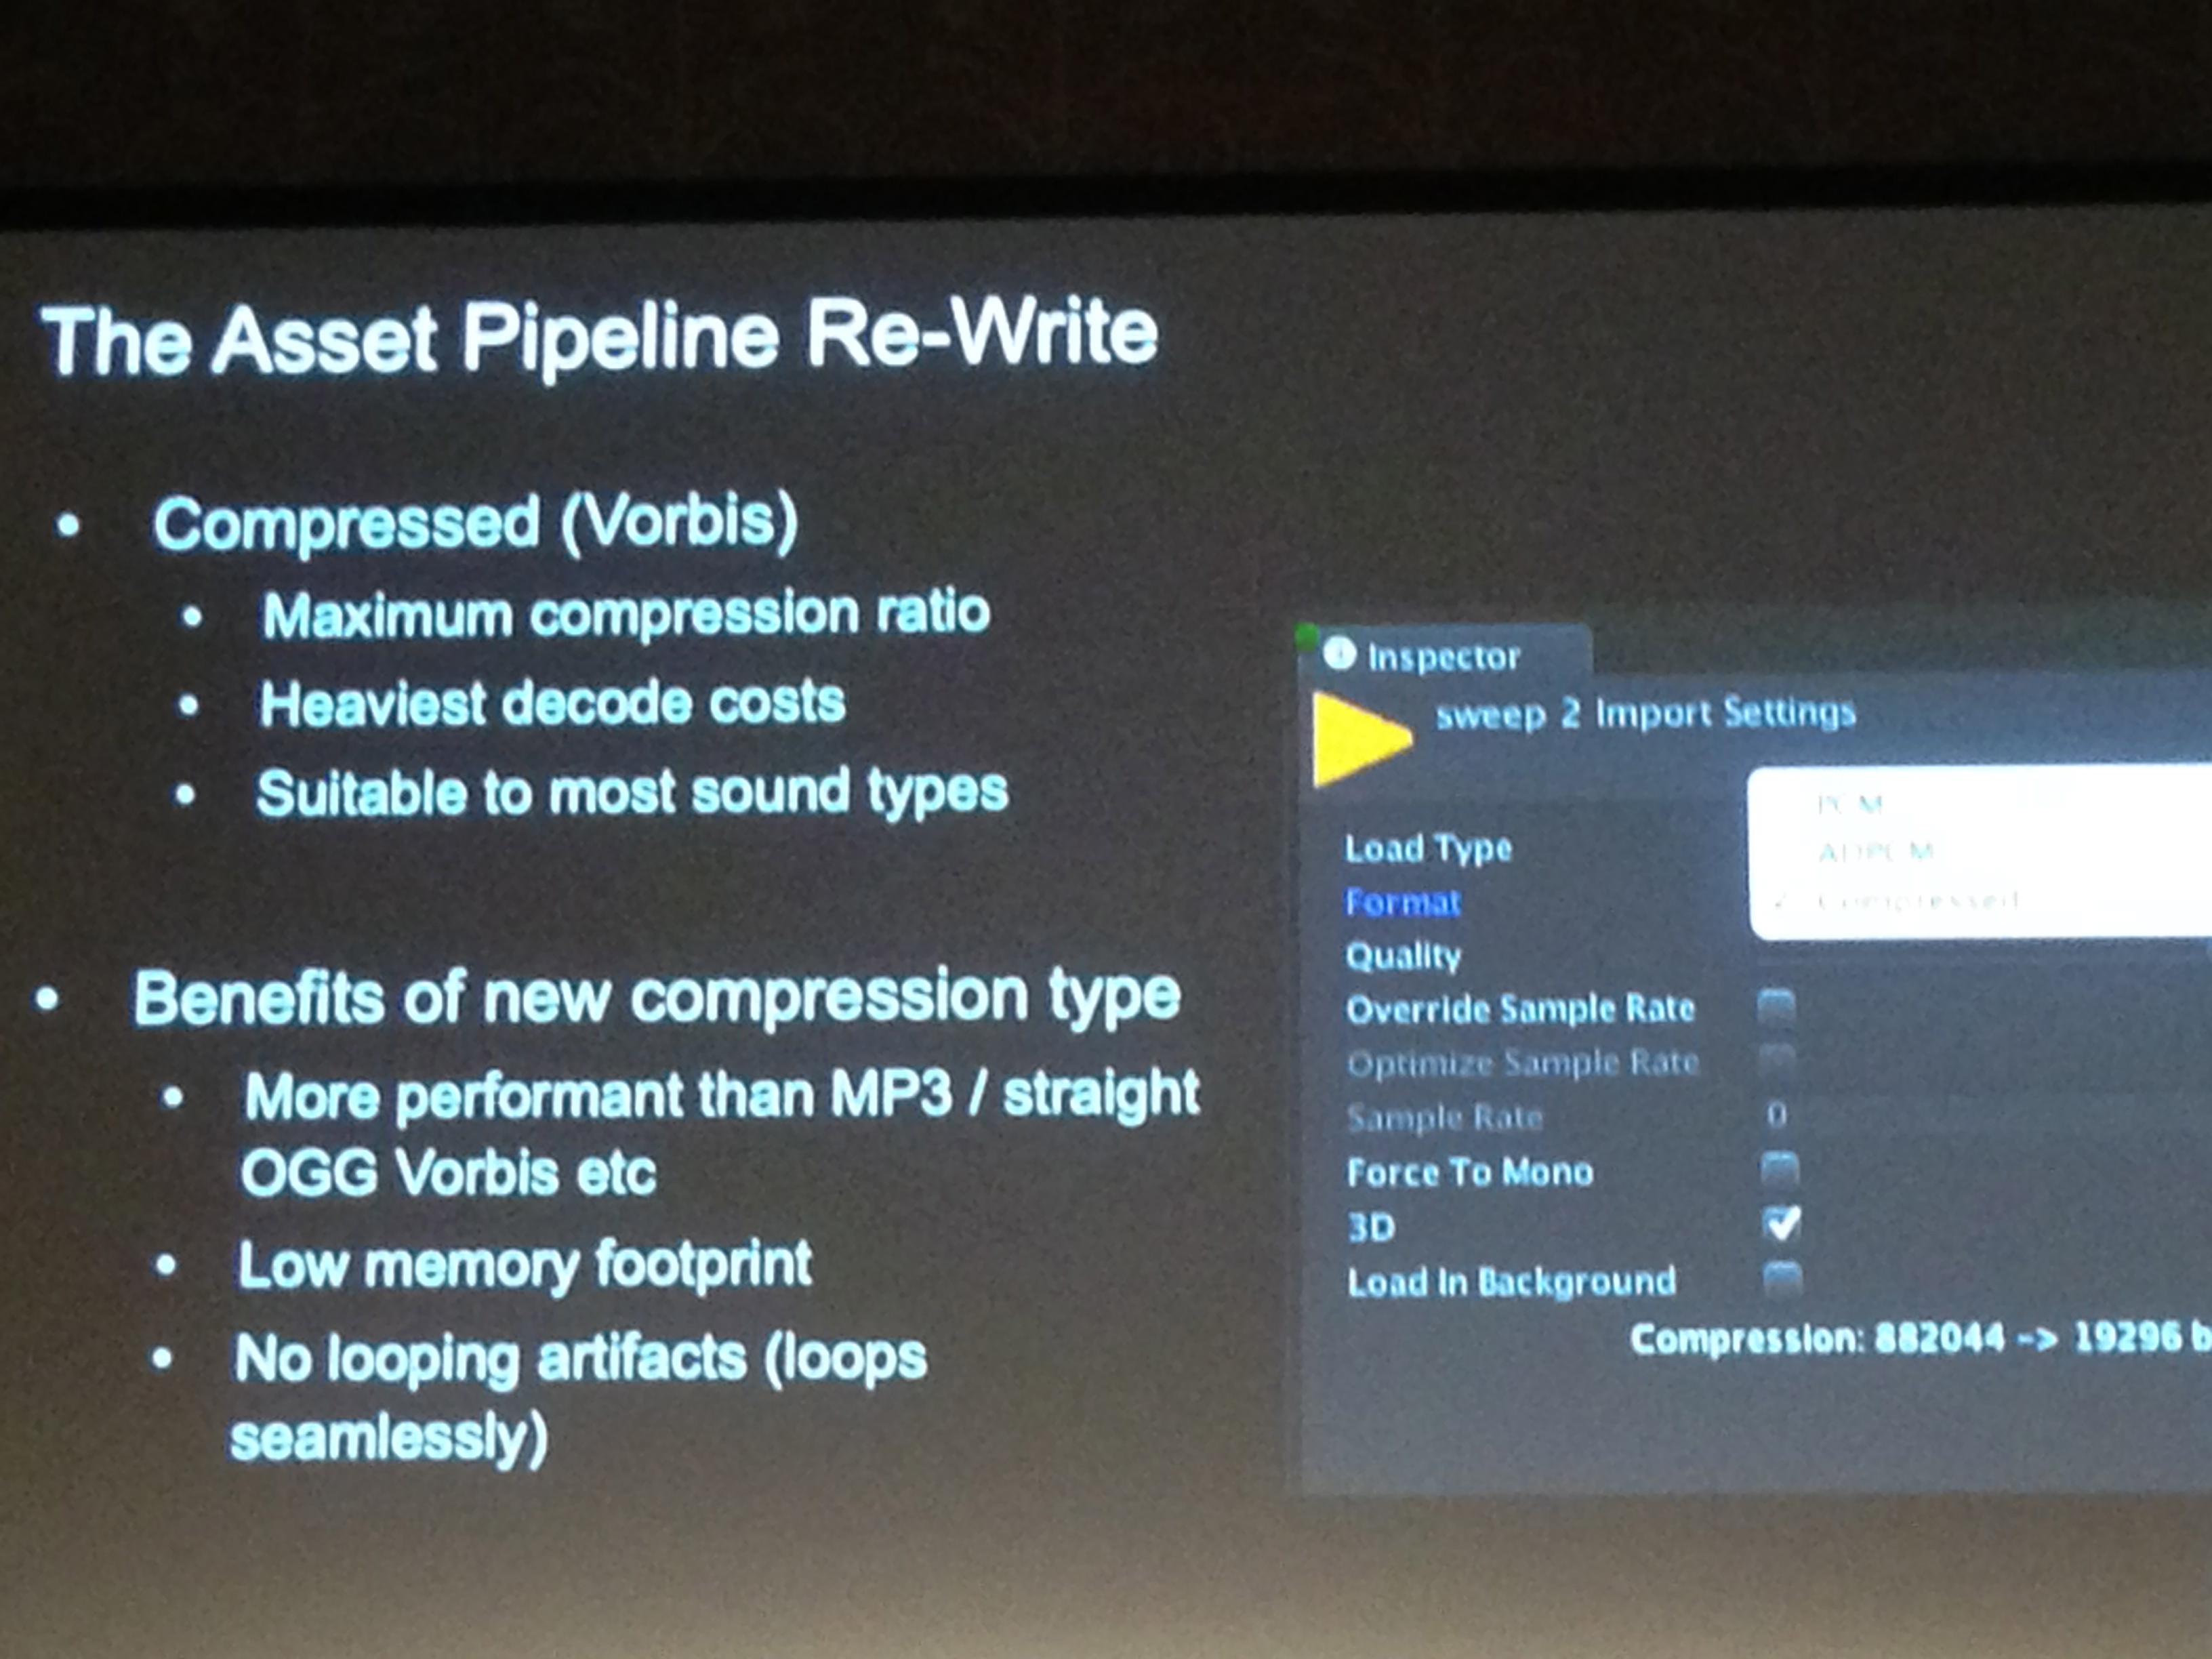 The Asset Pipeline Re-Write
• Compressed (Vorbis)
• Maximum compression ratio
• Heaviest decode costs
• Suitable to most sound types
• Benefits of new compression type
• More performant than MP3 / straight
OGG Vorbis etc
• Low memory footprint
• No looping artifacts (loops
seamlessly)
Inspector
sweep 2 Import Settings
PCM
ADPCM
Compressed
Load Type
Format
Quality
Override Sample Rate
Optimize Sample Rate
Sample Rate 0
Force To Mono
3D
Load In Background
Compression: 882044 -> 19296 b